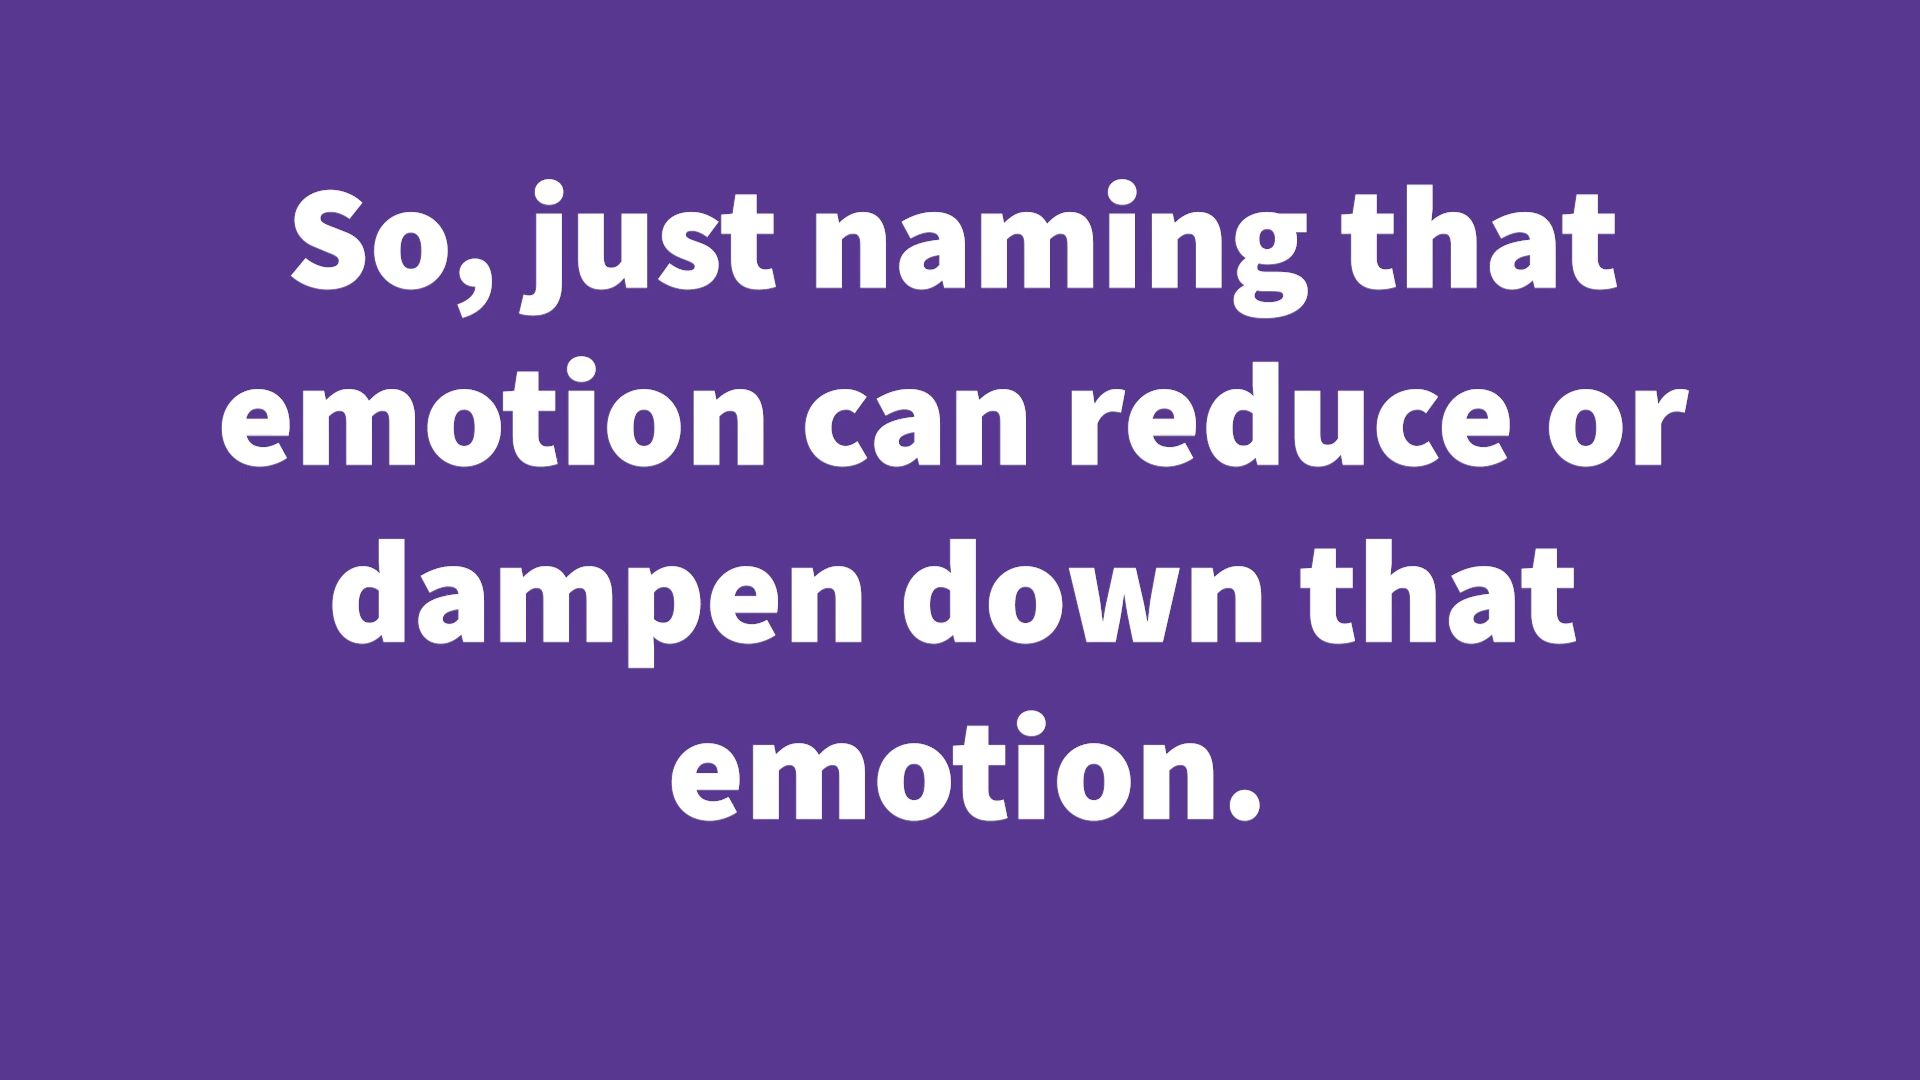 So, just naming that
emotion can reduce or
dampen down that
emotion.